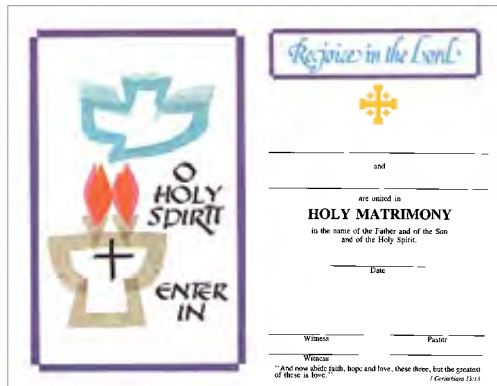 O
HOLY
SPIRIT
ENTER
IN
Rejoice in the Lord
and
are united in
HOLY MATRIMONY
in the name of the Father and of the Son
and of the Holy Spirit.
Date
Witness Pastor
Witness
"And now abide faith, hope and love, these three, but the greatest
of these is love."
I Corinthians 13:13